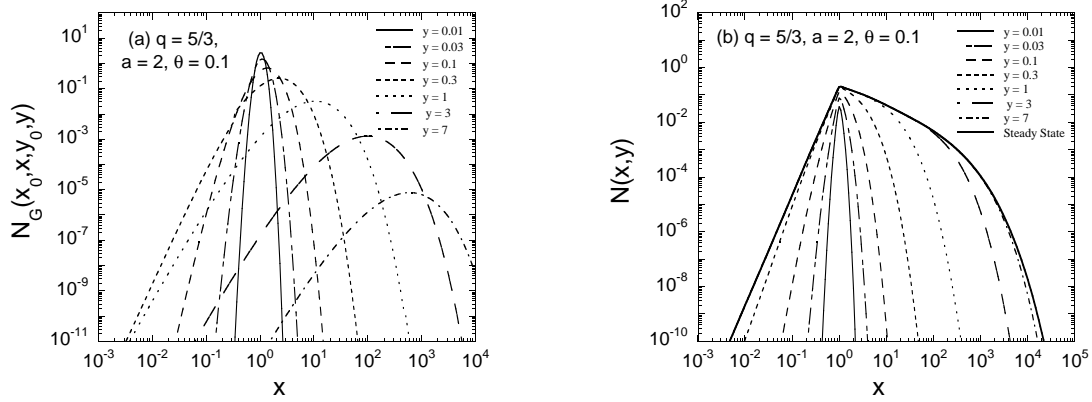 (a) q = 5/3,
a = 2, θ = 0.1
y = 0.01
y = 0.03
y = 0.1
y = 0.3
y = 1
y = 3
y = 7
10^1
10^-1
10^-3
10^-5
10^-7
10^-9
10^-11
N_G(x_0,x,y_0,y)
10^-3 10^-2 10^-1 10^0 10^1 10^2 10^3 10^4
x
(b) q = 5/3, a = 2, θ = 0.1
y = 0.01
y = 0.03
y = 0.1
y = 0.3
y = 1
y = 3
y = 7
Steady State
10^2
10^0
10^-2
10^-4
10^-6
10^-8
10^-10
N(x,y)
10^-3 10^-2 10^-1 10^0 10^1 10^2 10^3 10^4 10^5
x